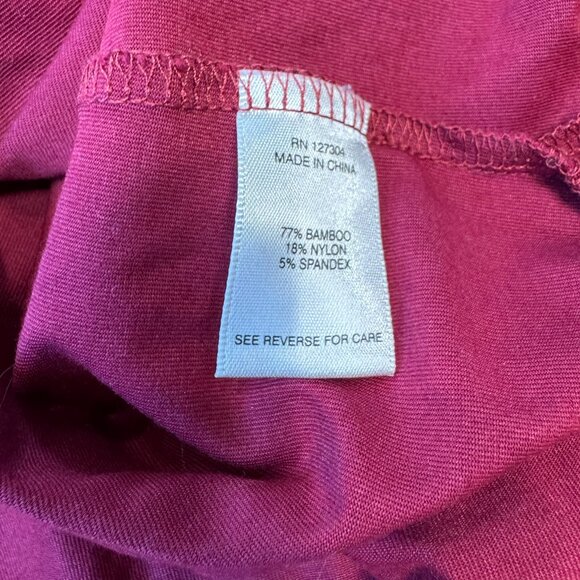 RN 127304
MADE IN CHINA
77% BAMBOO
18% NYLON
5% SPANDEX
SEE REVERSE FOR CARE